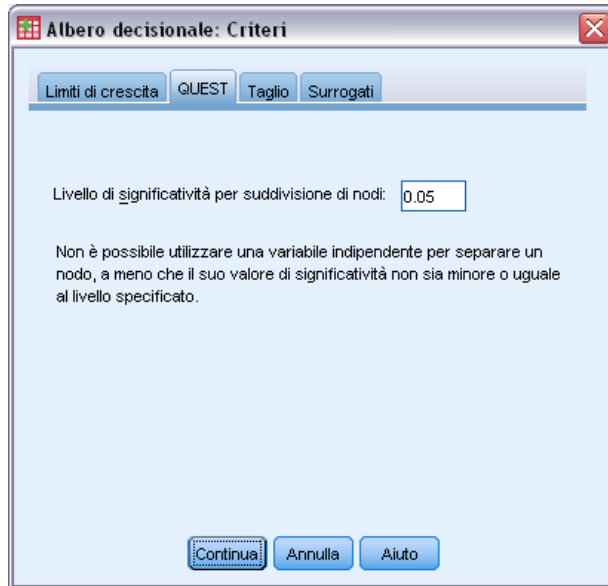 Albero decisionale: Criteri
Limiti di crescita QUEST Taglio Surrogati
Livello di significatività per suddivisione di nodi: 0.05
Non è possibile utilizzare una variabile indipendente per separare un
nodo, a meno che il suo valore di significatività non sia minore o uguale
al livello specificato.
Continua Annulla Aiuto